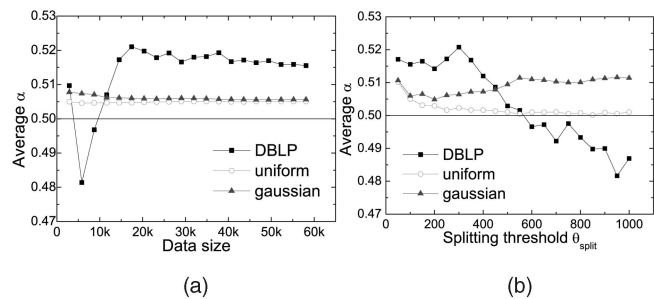 0.53
0.52
0.51
0.50
0.49
0.48
0.47
Average α
DBLP
uniform
gaussian
0 10k 20k 30k 40k 50k 60k
Data size
(a)
0.53
0.52
0.51
0.50
0.49
0.48
0.47
Average α
DBLP
uniform
gaussian
0 200 400 600 800 1000
Splitting threshold θsplit
(b)